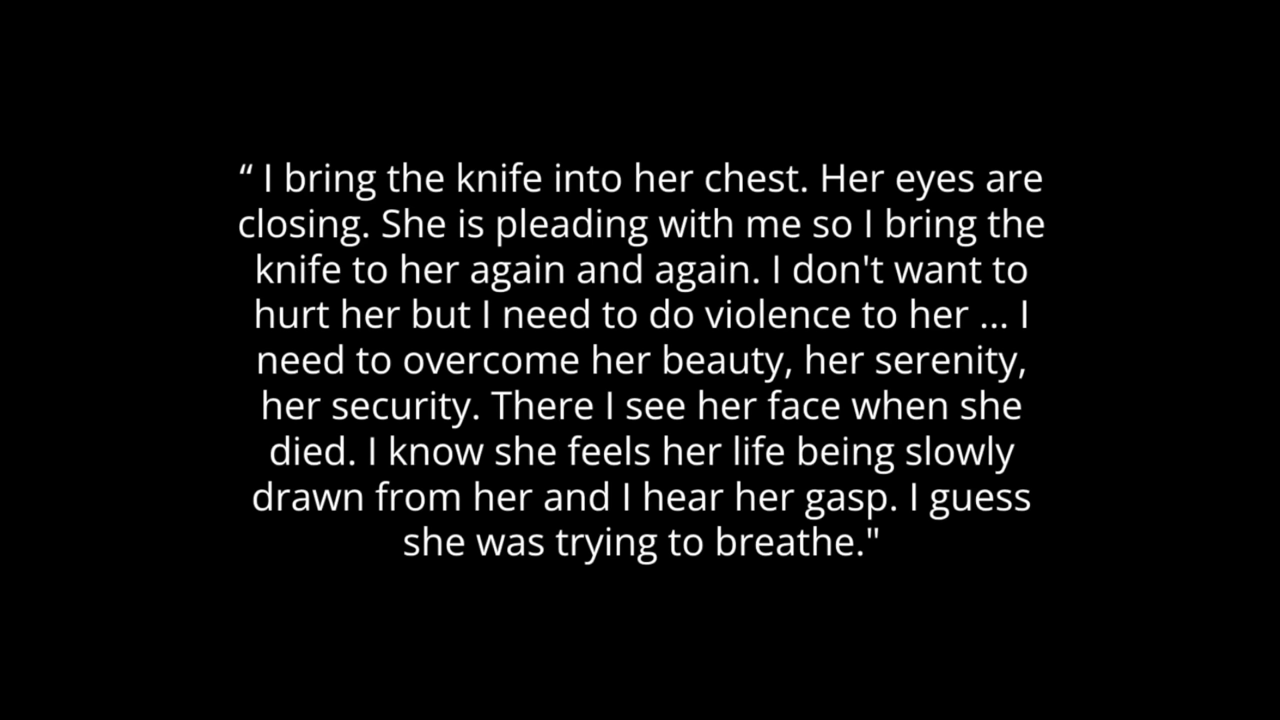 “ I bring the knife into her chest. Her eyes are
closing. She is pleading with me so I bring the
knife to her again and again. I don't want to
hurt her but I need to do violence to her ... I
need to overcome her beauty, her serenity,
her security. There I see her face when she
died. I know she feels her life being slowly
drawn from her and I hear her gasp. I guess
she was trying to breathe."